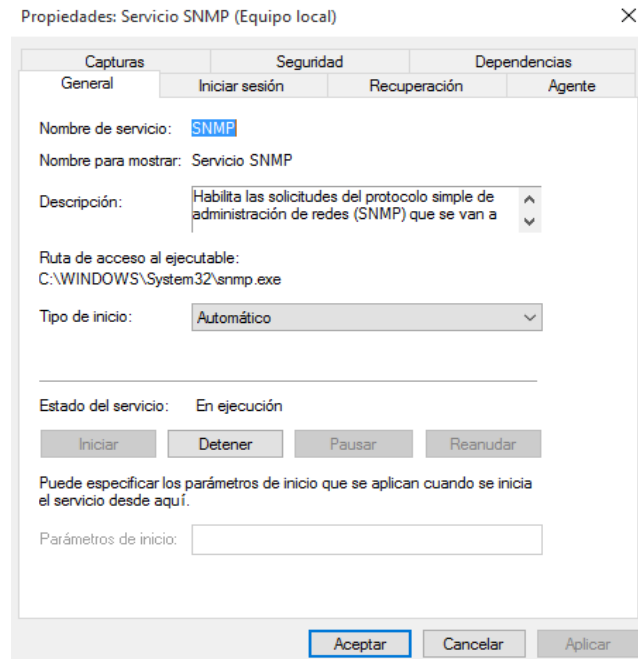 Propiedades: Servicio SNMP (Equipo local)
Capturas Seguridad Dependencias
General Iniciar sesión Recuperación Agente
Nombre de servicio: SNMP
Nombre para mostrar: Servicio SNMP
Descripción: Habilita las solicitudes del protocolo simple de
administración de redes (SNMP) que se van a
Ruta de acceso al ejecutable:
C:\WINDOWS\System32\snmp.exe
Tipo de inicio: Automático
Estado del servicio: En ejecución
Iniciar Detener Pausar Reanudar
Puede especificar los parámetros de inicio que se aplican cuando se inicia
el servicio desde aquí.
Parámetros de inicio:
Aceptar Cancelar Aplicar